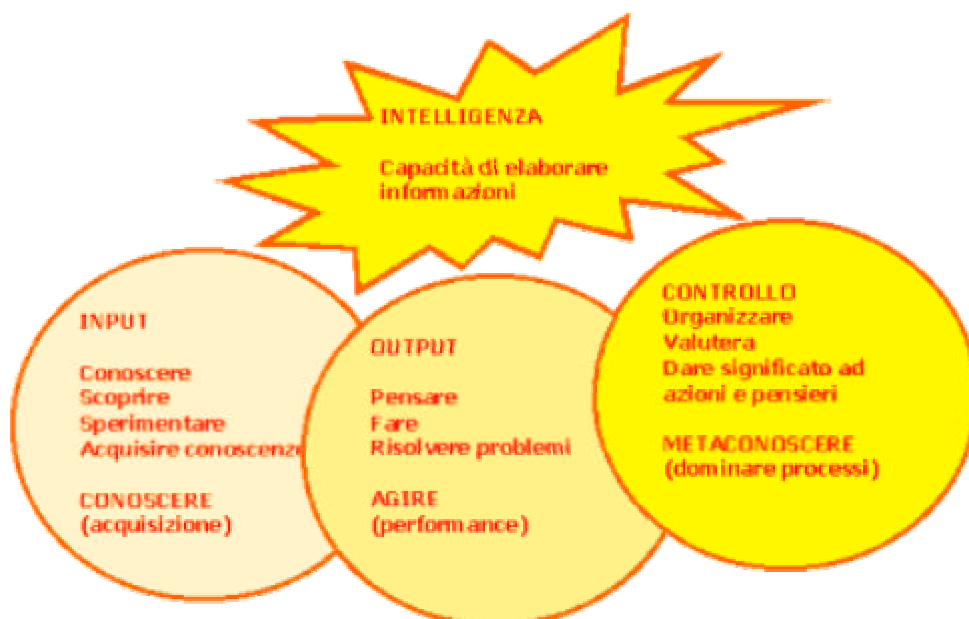 INTELLIGENZA
Capacità di elaborare
informazioni
INPUT
Conoscere
Scoprire
Sperimentare
Acquisire conoscenze
CONOSCERE
(acquisizione)
OUTPUT
Pensare
Fare
Risolvere problemi
AGIRE
(performance)
CONTROLLO
Organizzare
Valutera
Dare significato ad
azioni e pensieri
METACONOSCERE
(dominare processi)